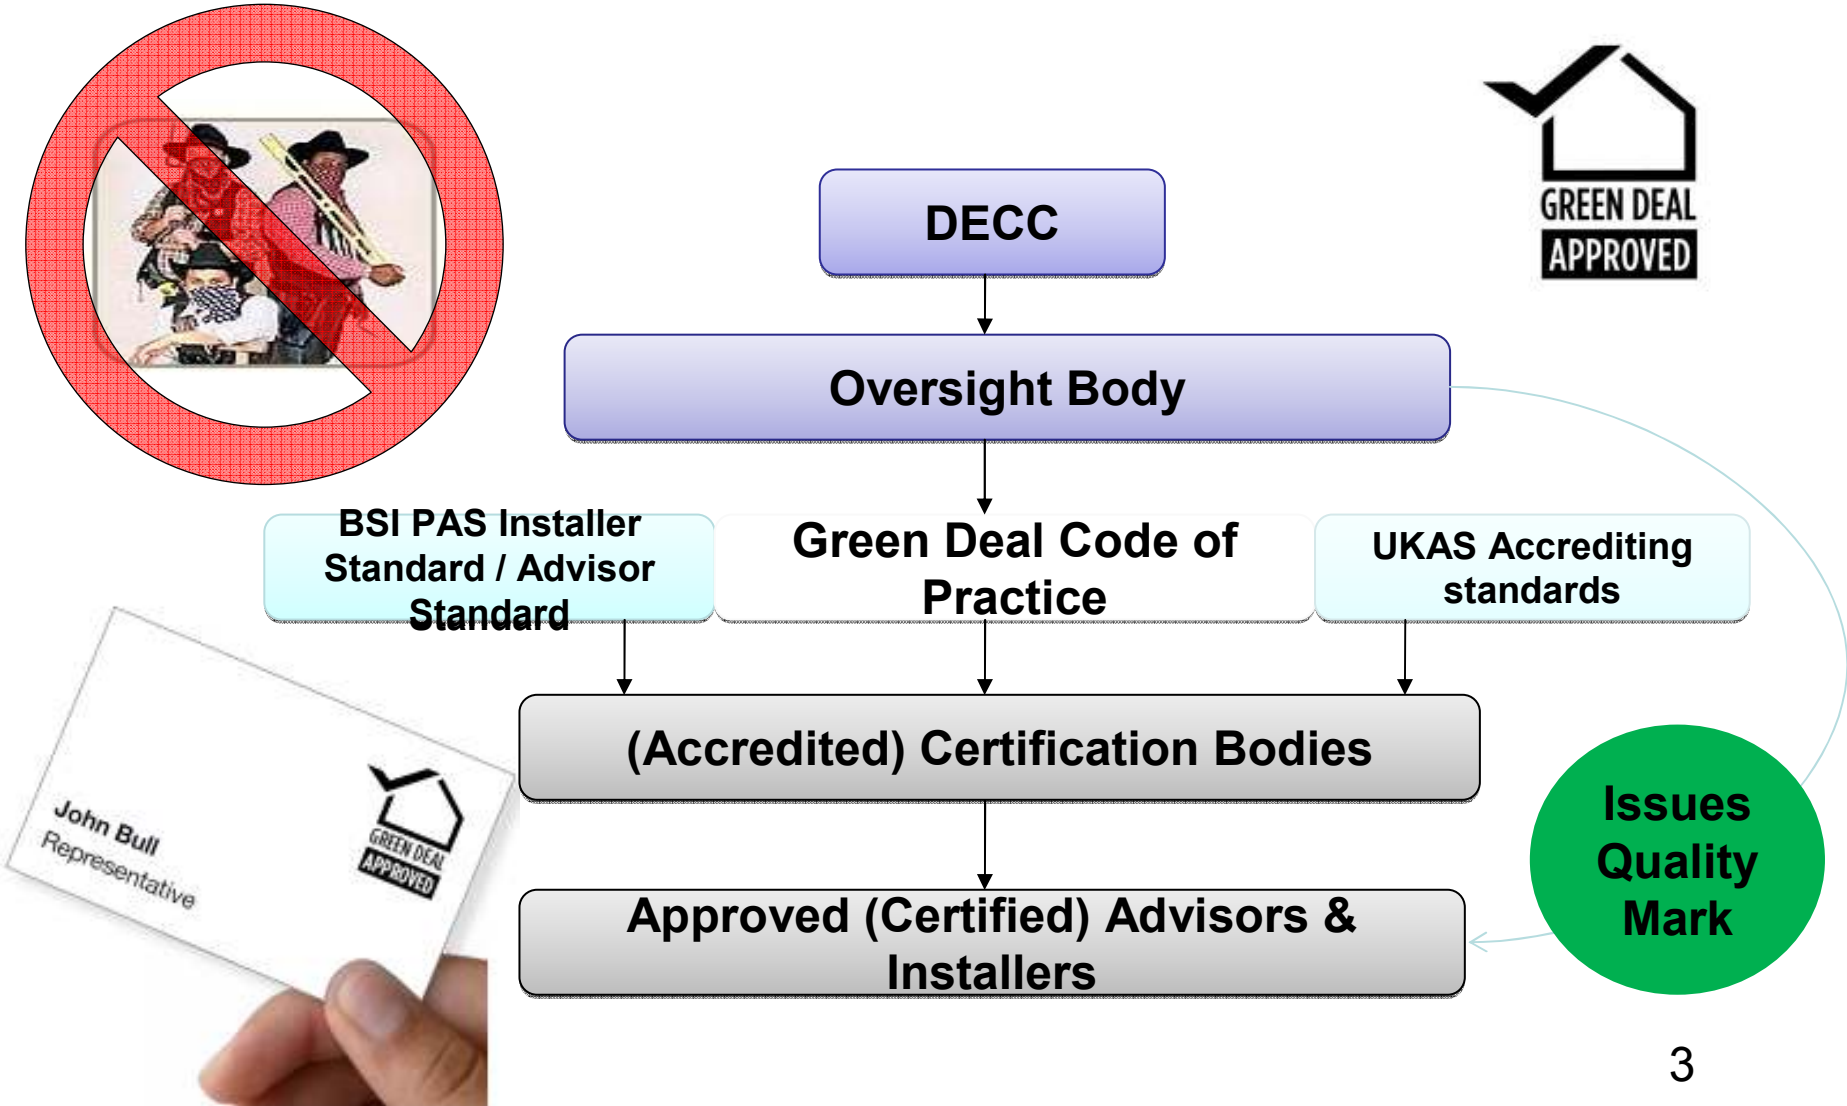 GREEN DEAL
APPROVED
DECC
Oversight Body
BSI PAS Installer
Standard / Advisor
Standard
Green Deal Code of
Practice
UKAS Accrediting
standards
(Accredited) Certification Bodies
John Bull
Representative
GREEN DEAL
APPROVED
Issues
Quality
Mark
Approved (Certified) Advisors &
Installers
3